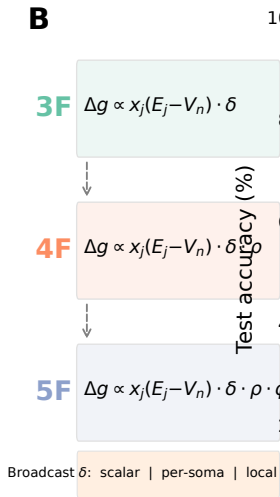 B
3F Δg ∝ x_j(E_j−V_n) · δ
4F Δg ∝ x_j(E_j−V_n) · δ · ρ
Test accuracy (%)
5F Δg ∝ x_j(E_j−V_n) · δ · ρ ·
Broadcast δ: scalar | per-soma | local